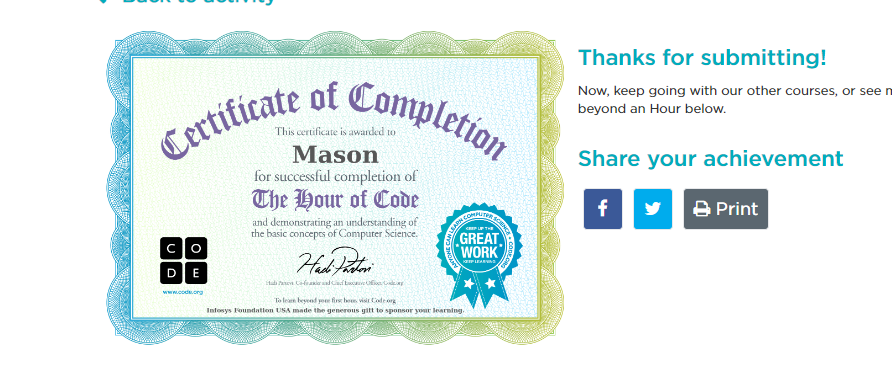 Back to activity
Certificate of Completion
This certificate is awarded to
Mason
for successful completion of
The Hour of Code
and demonstrating an understanding of
the basic concepts of Computer Science.
Hadi Partovi
Hadi Partovi, Co-founder and Chief Executive Officer, Code.org
To learn beyond your first hour, visit Code.org
Infosys Foundation USA made the generous gift to sponsor your learning.
C O
D E
www.code.org
ANYONE CAN LEARN COMPUTER SCIENCE • CODE.ORG
KEEP UP THE
GREAT
WORK
KEEP LEARNING
Thanks for submitting!
Now, keep going with our other courses, or see m
beyond an Hour below.
Share your achievement
f
Print